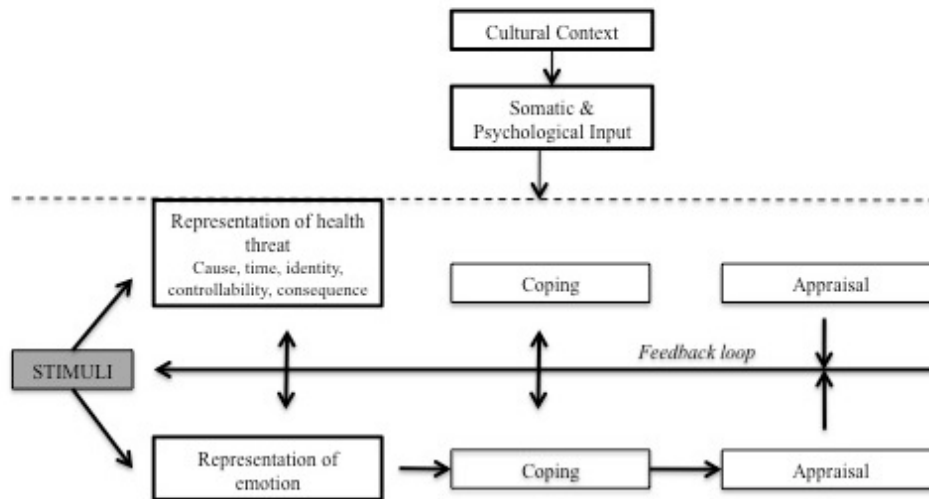 Cultural Context
Somatic &
Psychological Input
Representation of health
threat
Cause, time, identity,
controllability, consequence
Coping
Appraisal
Feedback loop
STIMULI
Representation of
emotion
Coping
Appraisal